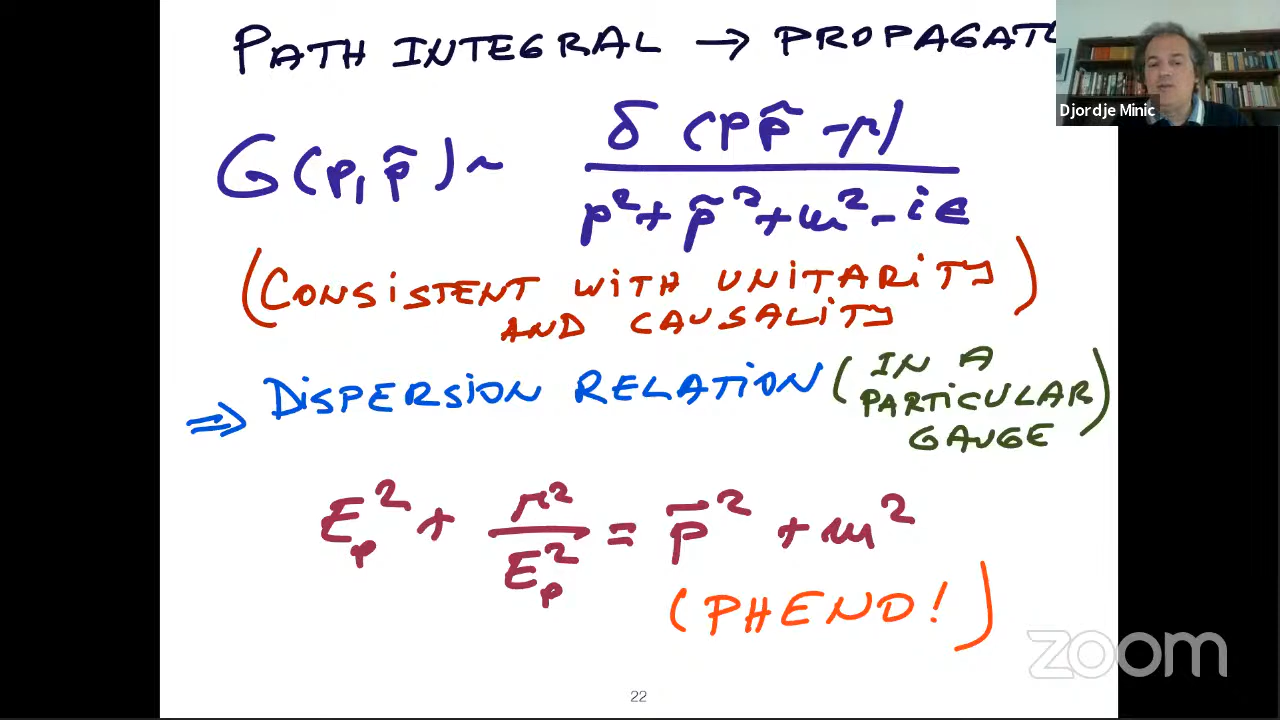 PATH INTEGRAL → PROPAGAT
Djordje Minic
G(p, p̃) ~ δ(pp̃ - μ) / (p² + p̃² + m² - iε)
(CONSISTENT WITH UNITARITY
AND CAUSALITY)
⇒ DISPERSION RELATION (IN A
PARTICULAR
GAUGE)
E_p² + μ²/E_p² = p⃗² + m²
(PHENO!)
zoom
22